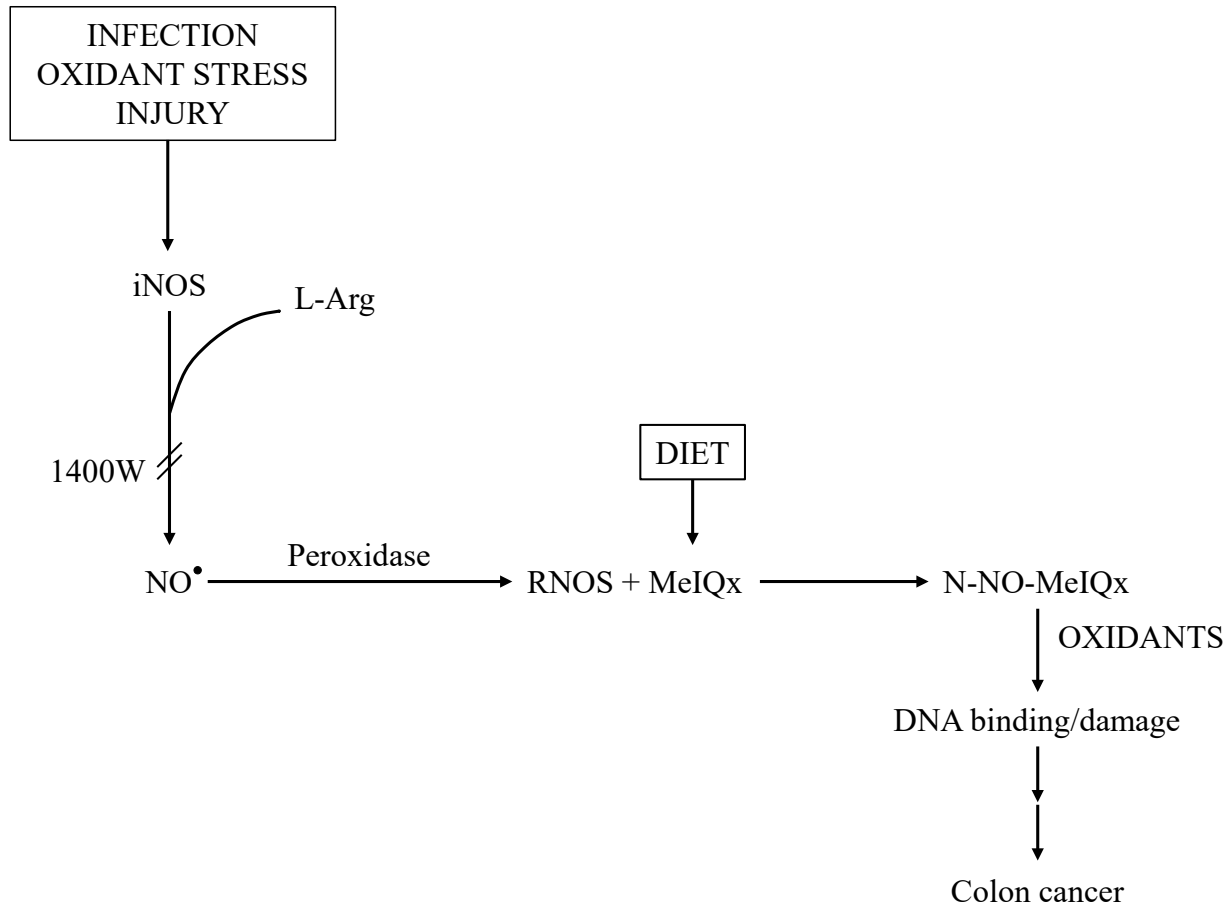 INFECTION
OXIDANT STRESS
INJURY
iNOS
L-Arg
1400W
DIET
NO•
Peroxidase
RNOS + MeIQx
N-NO-MeIQx
OXIDANTS
DNA binding/damage
Colon cancer